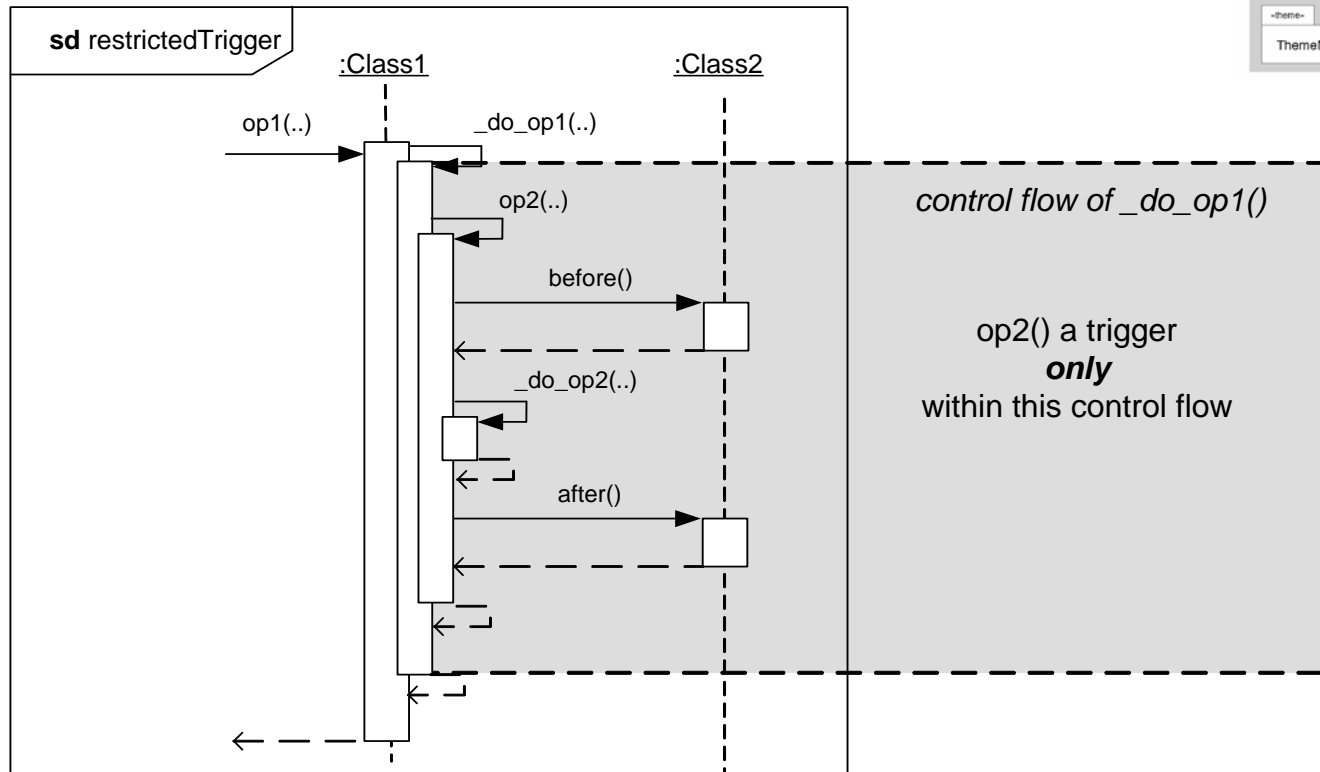 sd restrictedTrigger
«theme»
:Class1
:Class2
op1(..)
_do_op1(..)
control flow of _do_op1()
op2(..)
before()
op2() a trigger
only
within this control flow
_do_op2(..)
after()